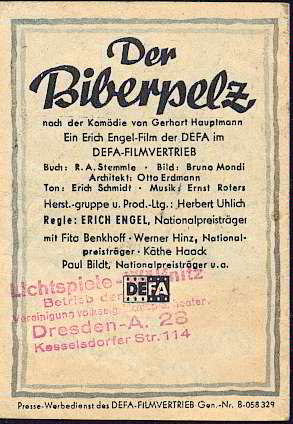 Der
Biberpelz
nach der Komödie von Gerhart Hauptmann
Ein Erich Engel-Film der DEFA im
DEFA-FILMVERTRIEB
Buch: R. A. Stemmle · Bild: Bruno Mondi
Architekt: Otto Erdmann
Ton: Erich Schmidt · Musik: Ernst Roters
Herst.-gruppe u. Prod.-Ltg.: Herbert Uhlich
Regie: ERICH ENGEL, Nationalpreisträger
mit Fita Benkhoff · Werner Hinz, National-
preisträger · Käthe Haack
Paul Bildt, Nationalpreisträger u. a.
Lichtspiele
DEFA
Betrieb der
Vereinigung
Dresden-A. 28
Kesselsdorfer Str. 114
Presse-Werbedienst des DEFA-FILMVERTRIEB Gen.-Nr. B-058 329